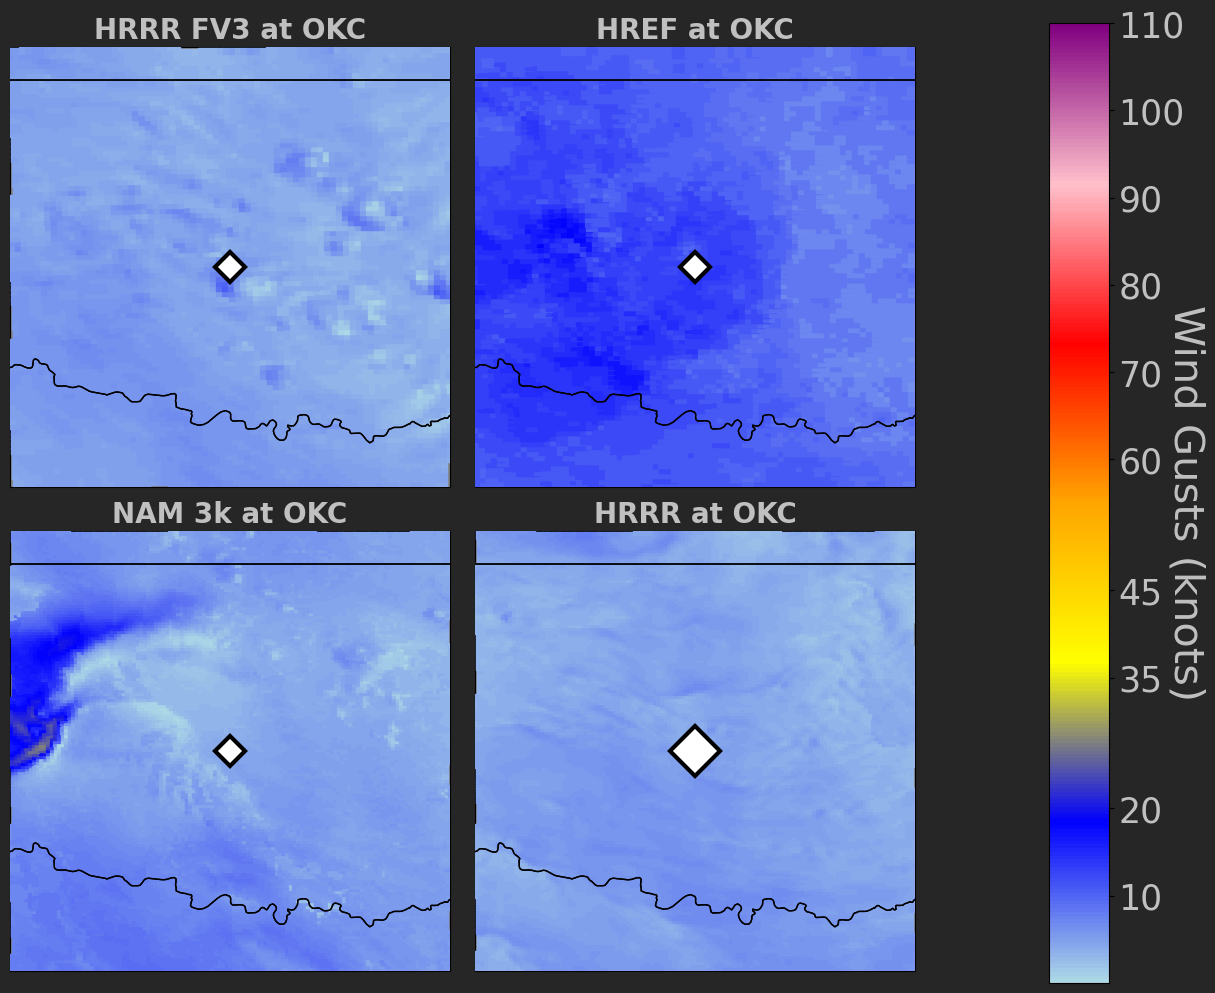 HRRR FV3 at OKC
HREF at OKC
NAM 3k at OKC
HRRR at OKC
110
100
90
80
70
60
45
35
20
10
Wind Gusts (knots)